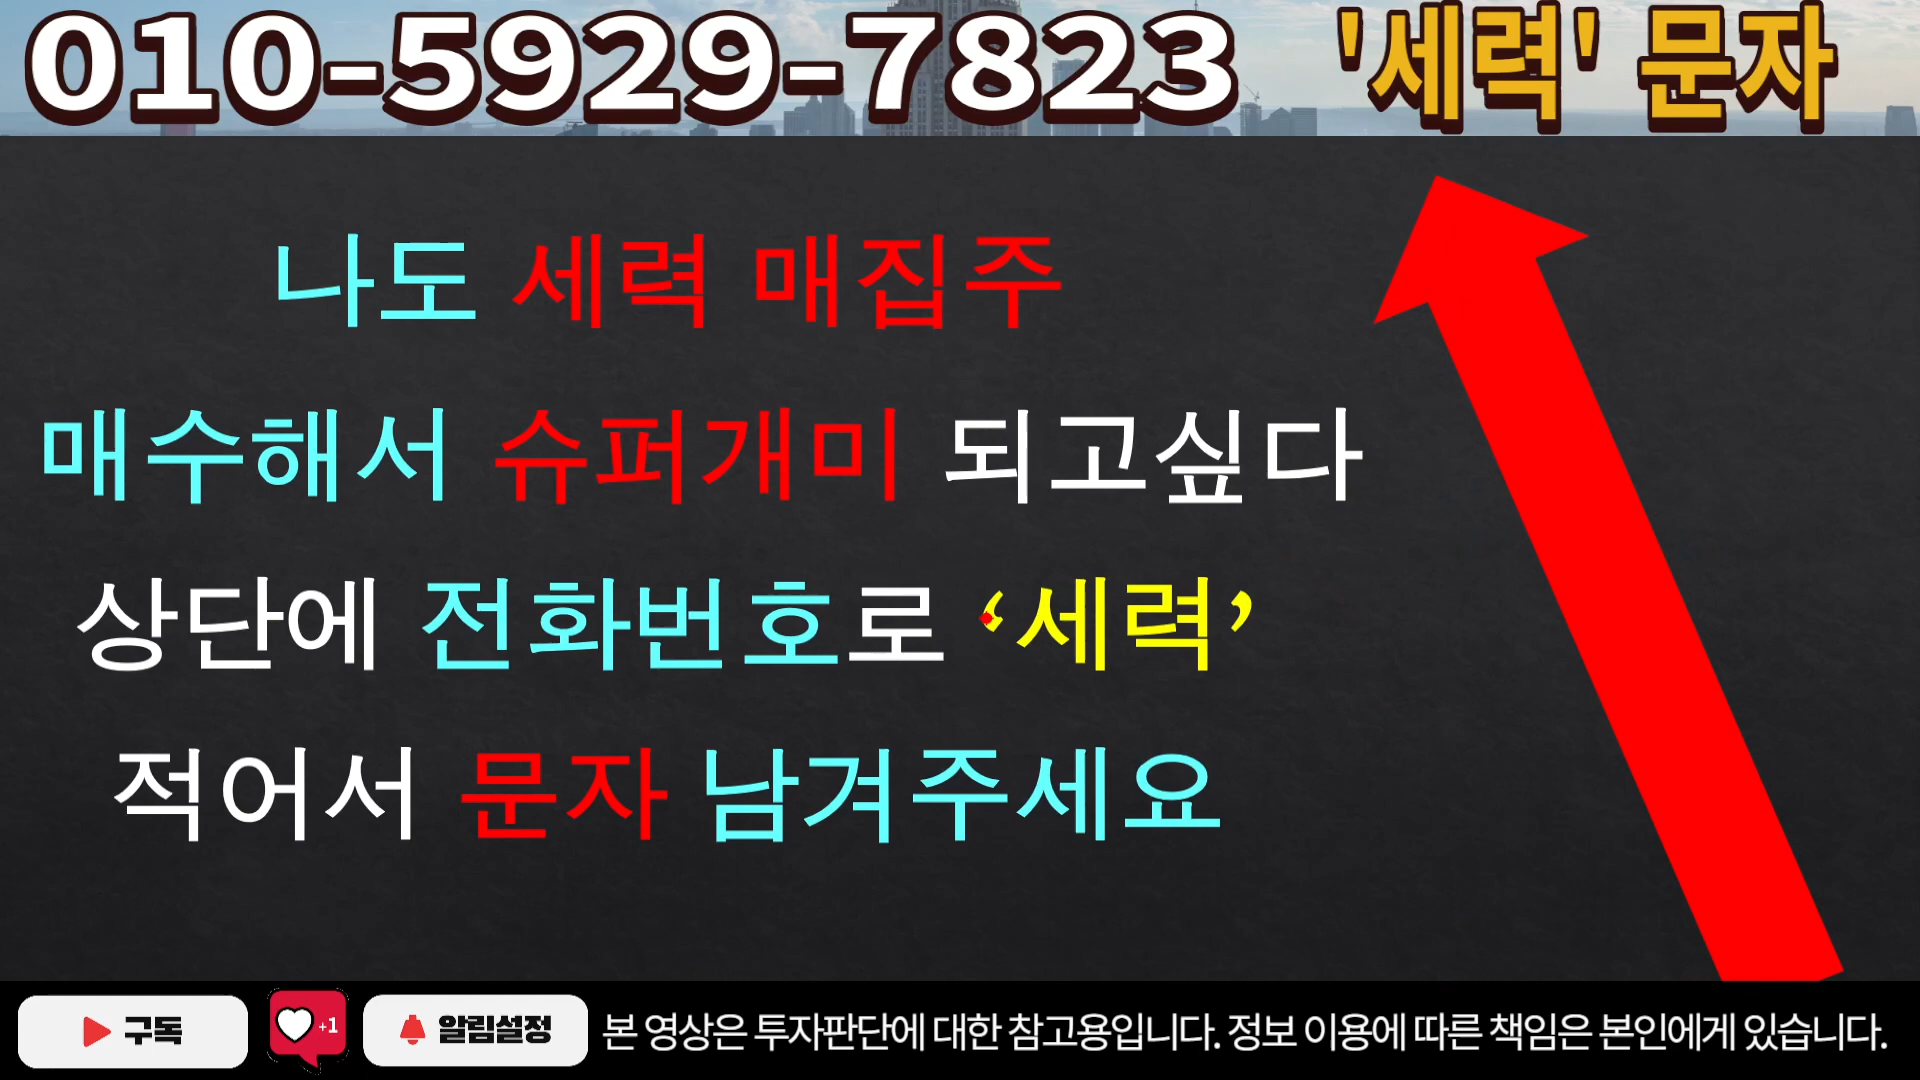 010-5929-7823 '세력' 문자
나도 세력 매집주
매수해서 슈퍼개미 되고싶다
상단에 전화번호로 ‘세력’
적어서 문자 남겨주세요
구독 +1 알림설정 본 영상은 투자판단에 대한 참고용입니다. 정보 이용에 따른 책임은 본인에게 있습니다.